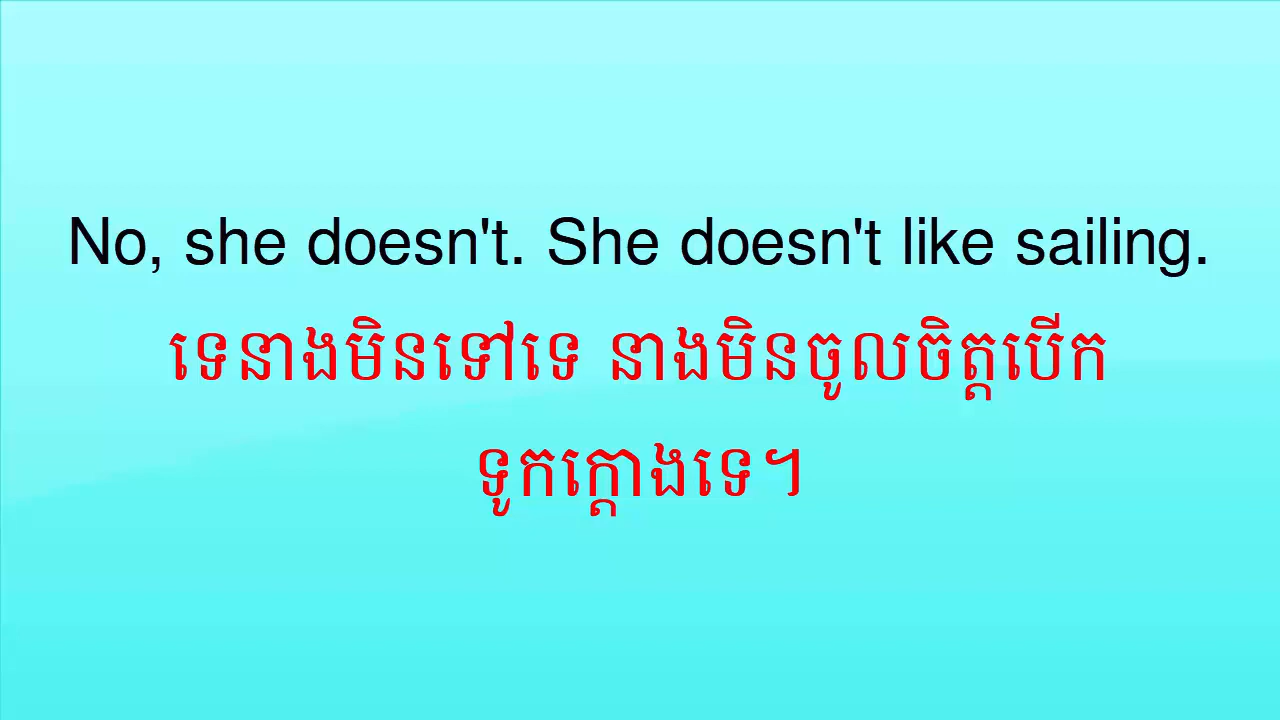 No, she doesn't. She doesn't like sailing.
ទេនាងមិនទៅទេ នាងមិនចូលចិត្តបើក
ទូកក្តោងទេ។